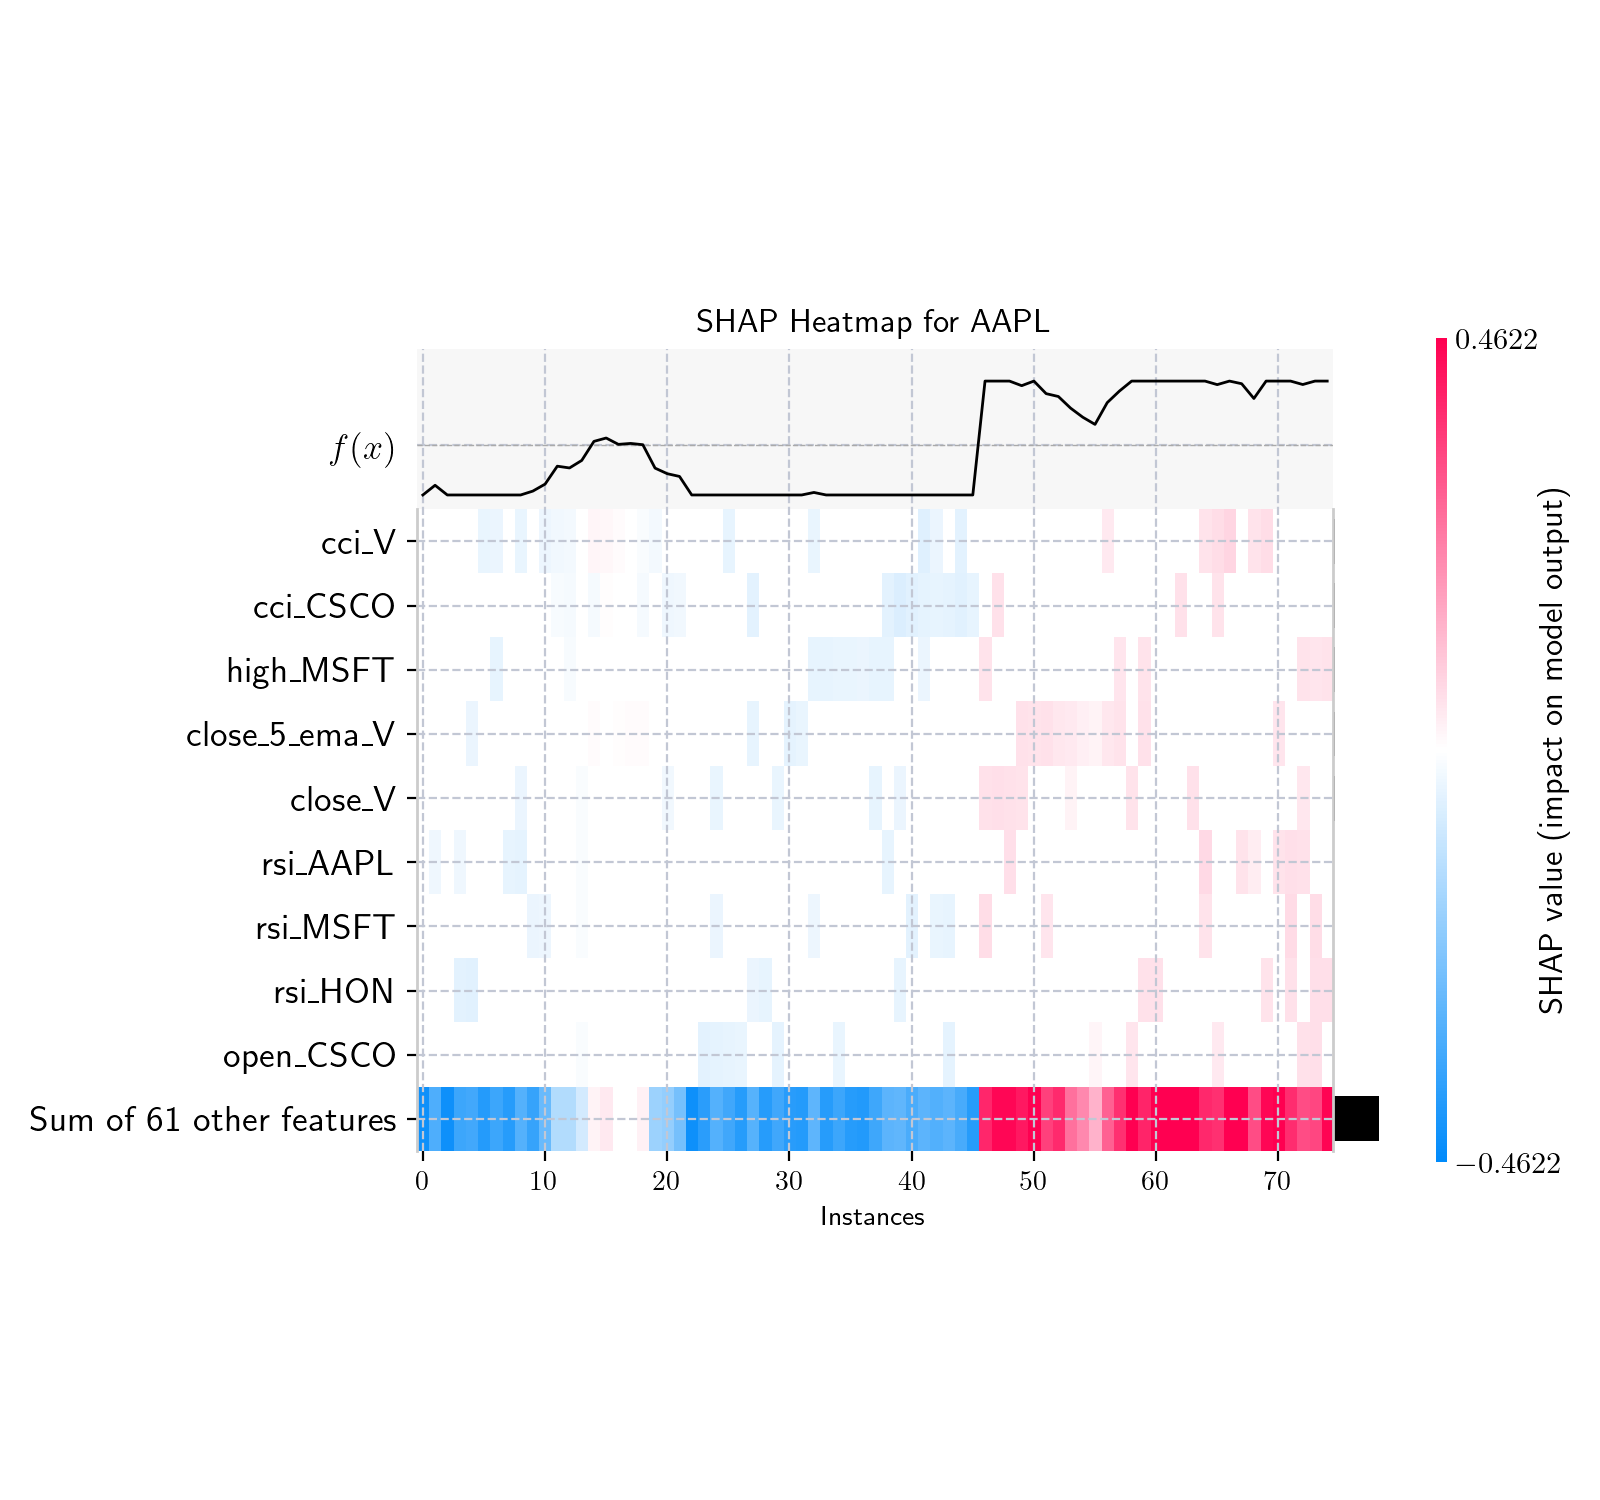 SHAP Heatmap for AAPL
f(x)
cci_V
cci_CSCO
high_MSFT
close_5_ema_V
close_V
rsi_AAPL
rsi_MSFT
rsi_HON
open_CSCO
Sum of 61 other features
0 10 20 30 40 50 60 70
Instances
0.4622
−0.4622
SHAP value (impact on model output)